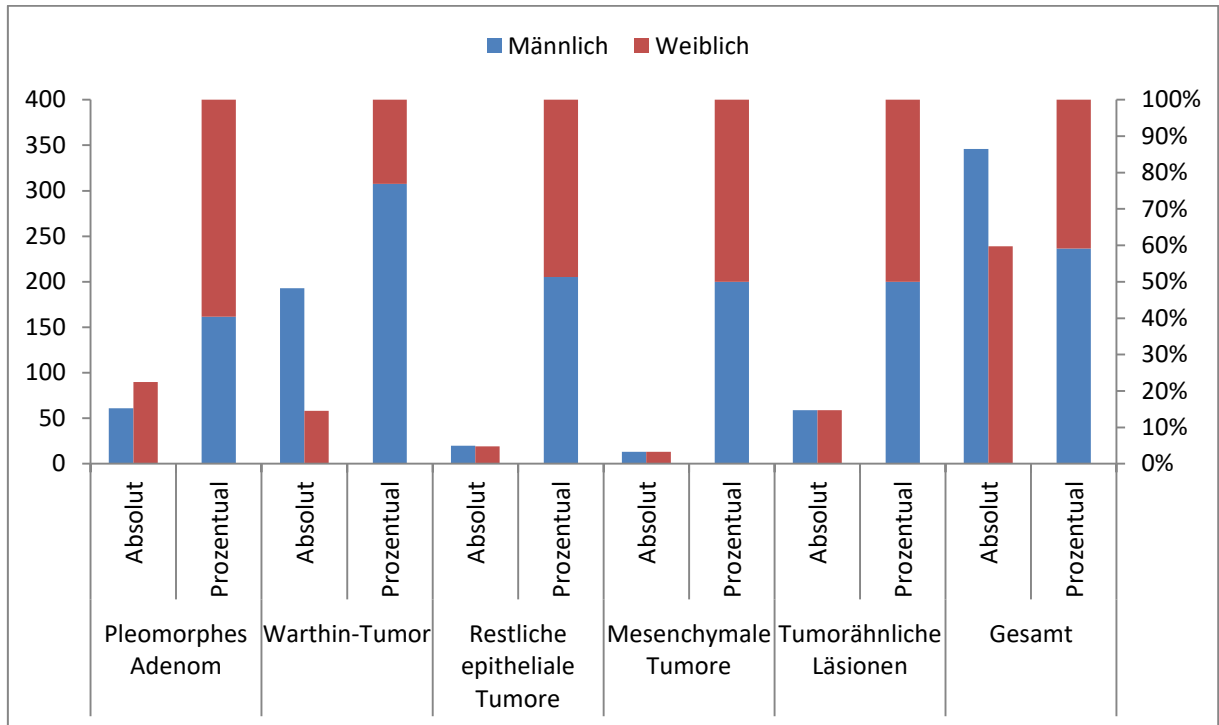 Männlich Weiblich
400 100%
350 90%
300 80%
250 70%
200 60%
150 50%
100 40%
50 30%
0 20%
10%
0%
Absolut Prozentual Absolut Prozentual Absolut Prozentual Absolut Prozentual Absolut Prozentual Absolut Prozentual
Pleomorphes Warthin-Tumor Restliche Mesenchymale Tumorähnliche Gesamt
Adenom epitheliale Tumore Läsionen
Tumore